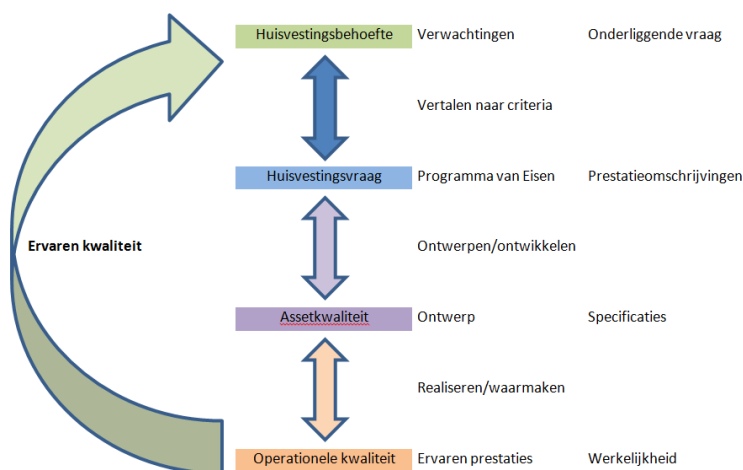 Huisvestingsbehoefte Verwachtingen Onderliggende vraag
Vertalen naar criteria
Huisvestingsvraag Programma van Eisen Prestatieomschrijvingen
Ervaren kwaliteit Ontwerpen/ontwikkelen
Assetkwaliteit Ontwerp Specificaties
Realiseren/waarmaken
Operationele kwaliteit Ervaren prestaties Werkelijkheid